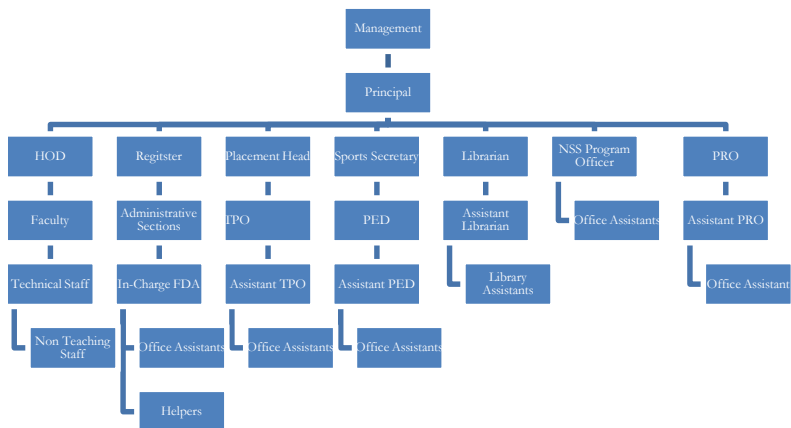 Management
Principal
HOD
Regitster
Placement Head
Sports Secretary
Librarian
NSS Program
Officer
PRO
Faculty
Administrative
Sections
TPO
PED
Assistant
Librarian
Office Assistants
Assistant PRO
Technical Staff
In-Charge FDA
Assistant TPO
Assistant PED
Library
Assistants
Office Assistant
Non Teaching
Staff
Office Assistants
Office Assistants
Office Assistants
Helpers